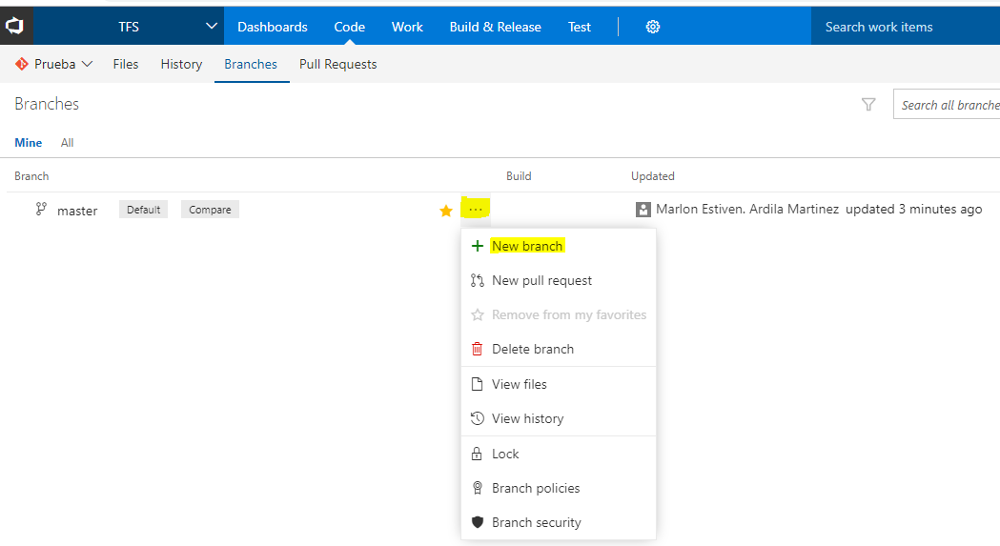 TFS Dashboards Code Work Build & Release Test Search work items
Prueba Files History Branches Pull Requests
Branches Search all branche
Mine All
Branch Build Updated
master Default Compare ... Marlon Estiven. Ardila Martinez updated 3 minutes ago
New branch
New pull request
Remove from my favorites
Delete branch
View files
View history
Lock
Branch policies
Branch security